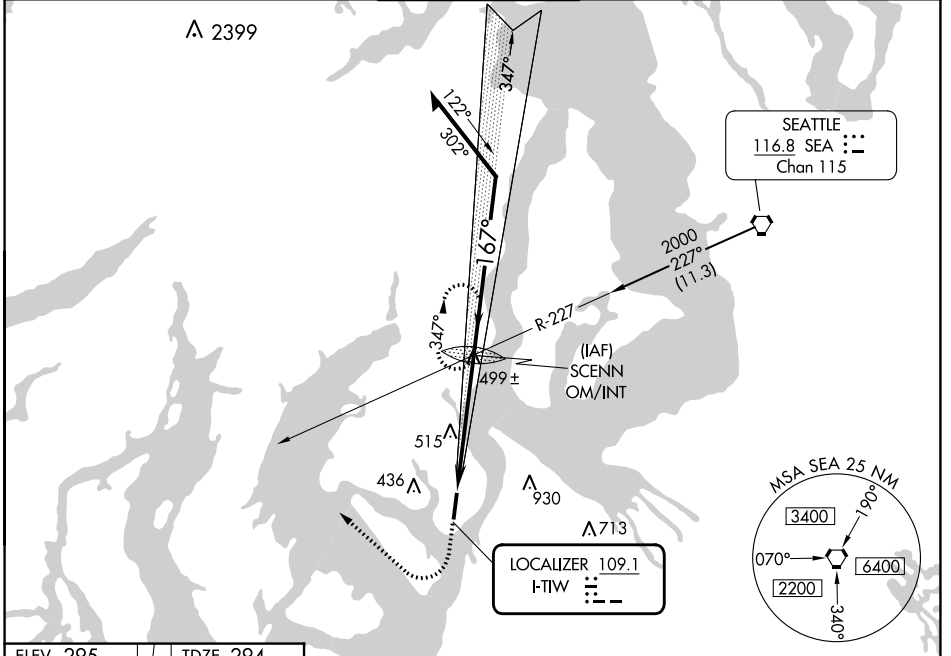 2399
347°
122°
302°
SEATTLE
116.8 SEA
Chan 115
167°
2000
227°
(11.3)
R-227
347°
(IAF)
SCENN
OM/INT
499 ±
515
436
930
713
LOCALIZER 109.1
I-TIW
MSA SEA 25 NM
3400
190°
070°
6400
2200
340°
ELEV 295
TDZE 294